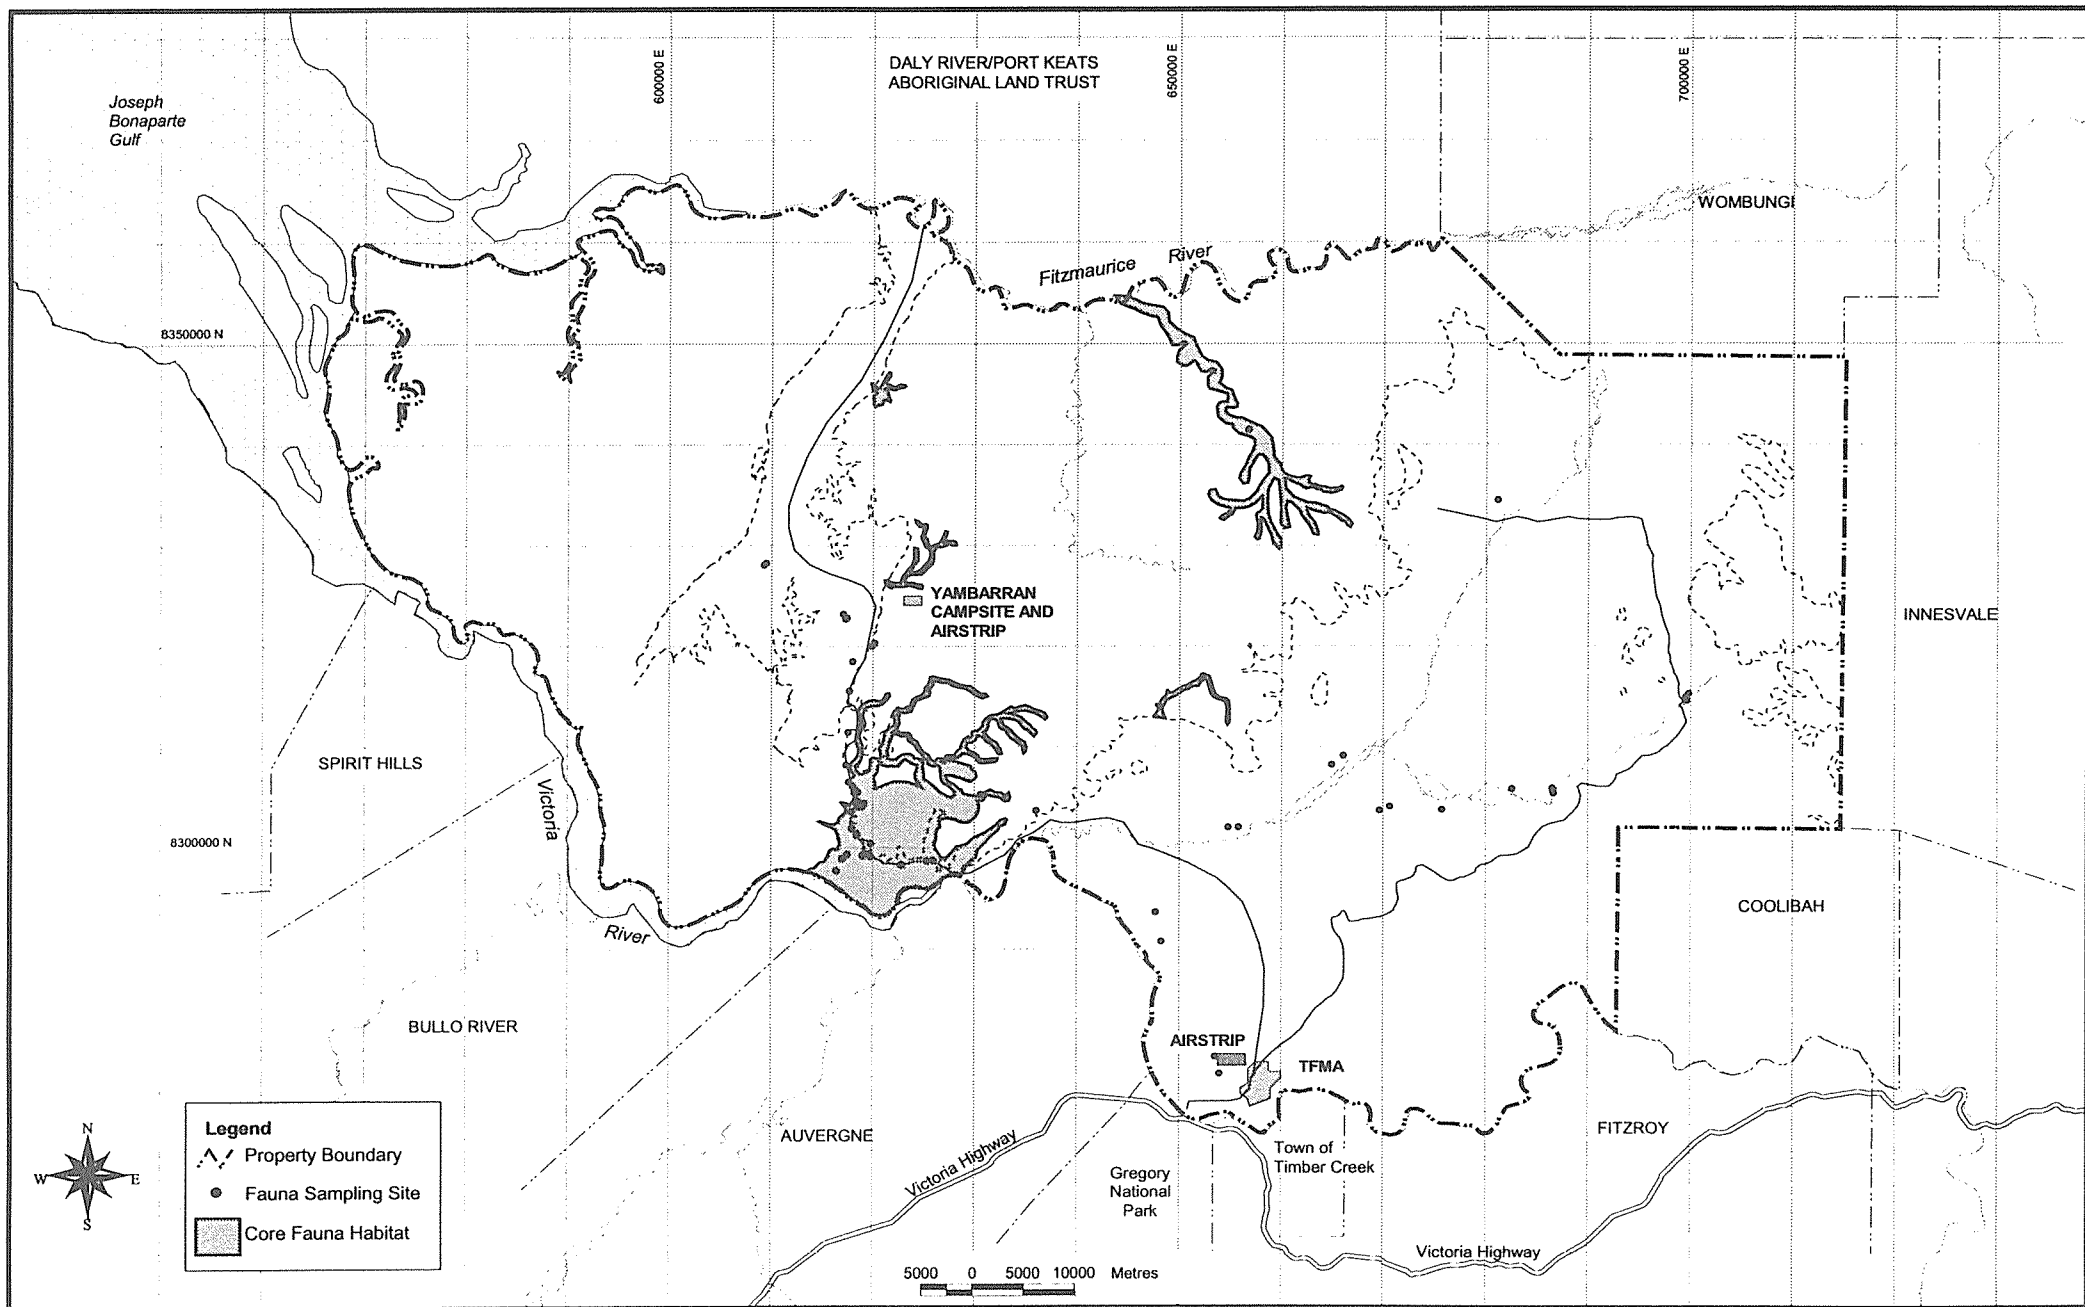 DALY RIVER/PORT KEATS
ABORIGINAL LAND TRUST
600000 E
650000 E
700000 E
Joseph
Bonaparte
Gulf
WOMBUNGI
Fitzmaurice River
8350000 N
YAMBARRAN
CAMPSITE AND
AIRSTRIP
INNESVALE
SPIRIT HILLS
Victoria
River
8300000 N
COOLIBAH
BULLO RIVER
AIRSTRIP
TFMA
AUVERGNE
Victoria Highway
Town of
Timber Creek
FITZROY
Gregory
National
Park
Victoria Highway
N
W E
S
Legend
Property Boundary
Fauna Sampling Site
Core Fauna Habitat
5000 0 5000 10000 Metres